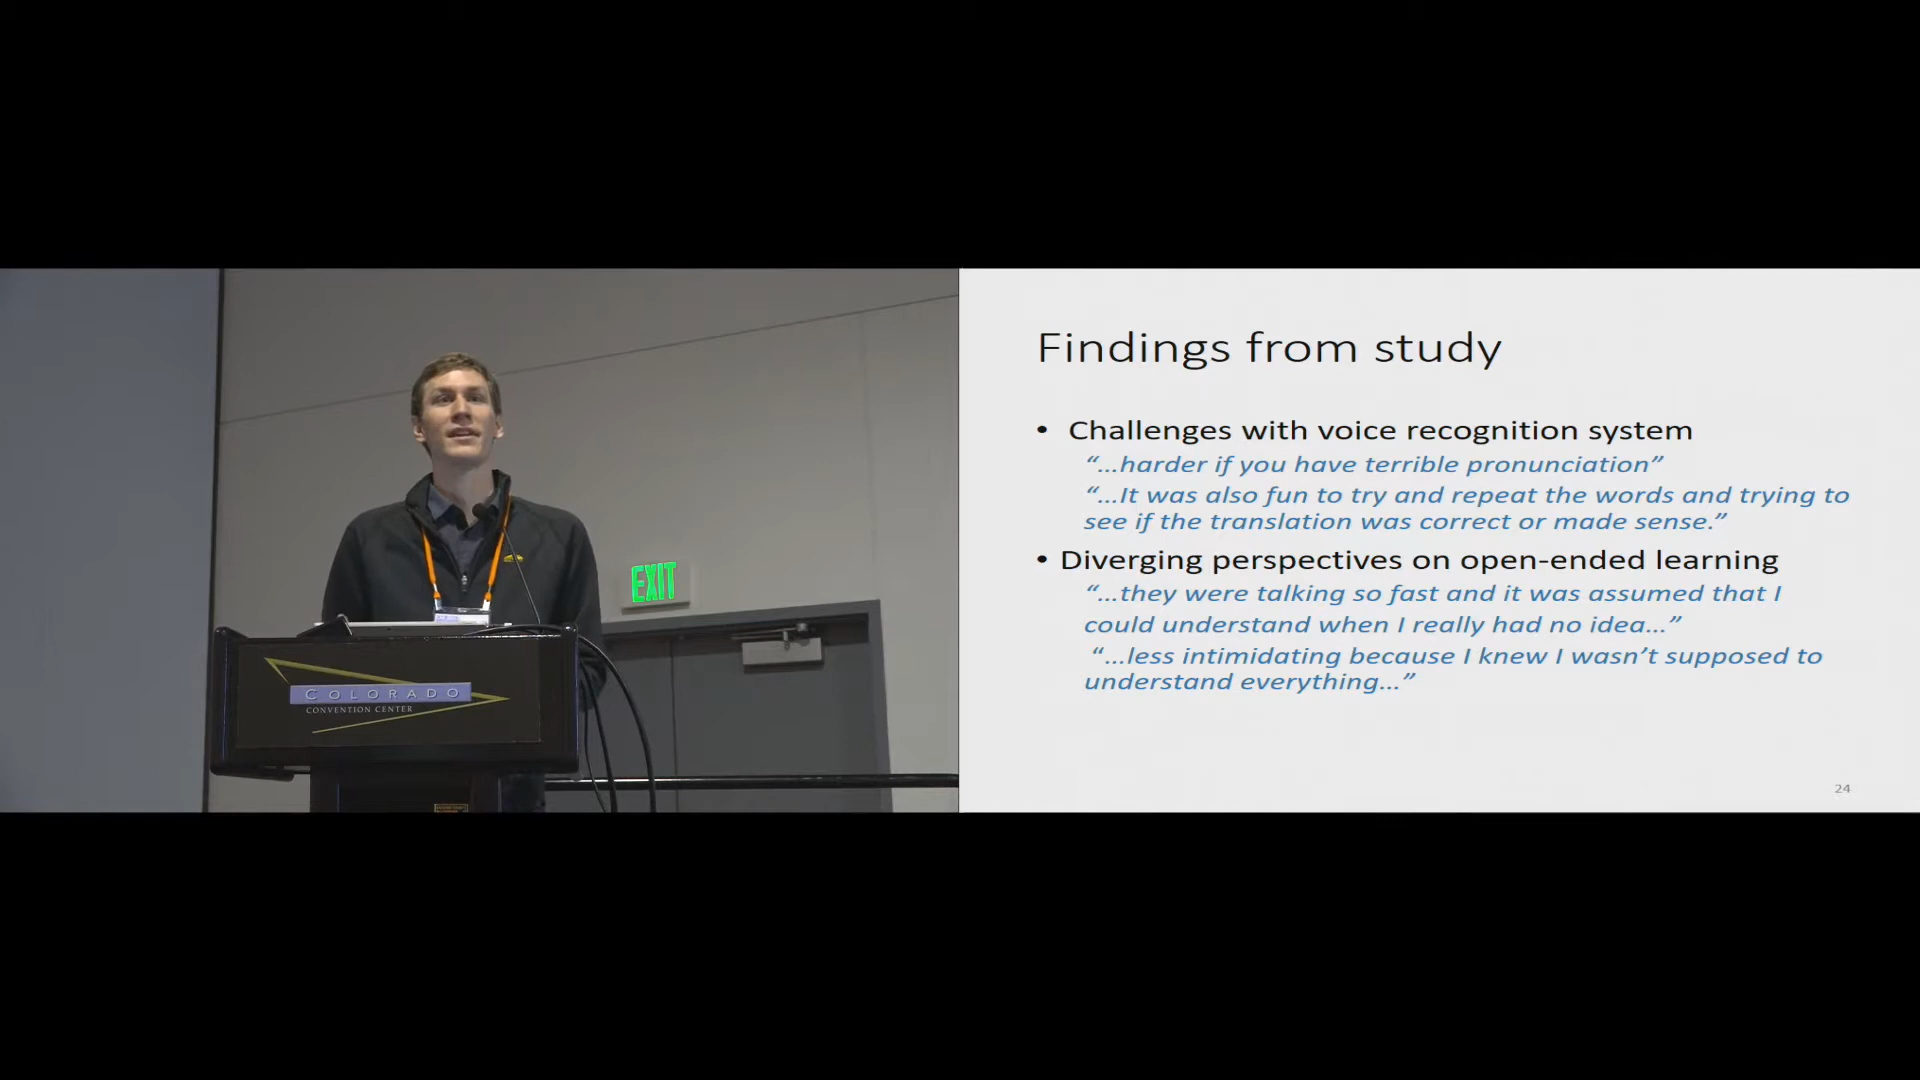 EXIT
COLORADO
CONVENTION CENTER
Findings from study
• Challenges with voice recognition system
“...harder if you have terrible pronunciation”
“...It was also fun to try and repeat the words and trying to
see if the translation was correct or made sense.”
• Diverging perspectives on open-ended learning
“...they were talking so fast and it was assumed that I
could understand when I really had no idea...”
“...less intimidating because I knew I wasn’t supposed to
understand everything...”
24